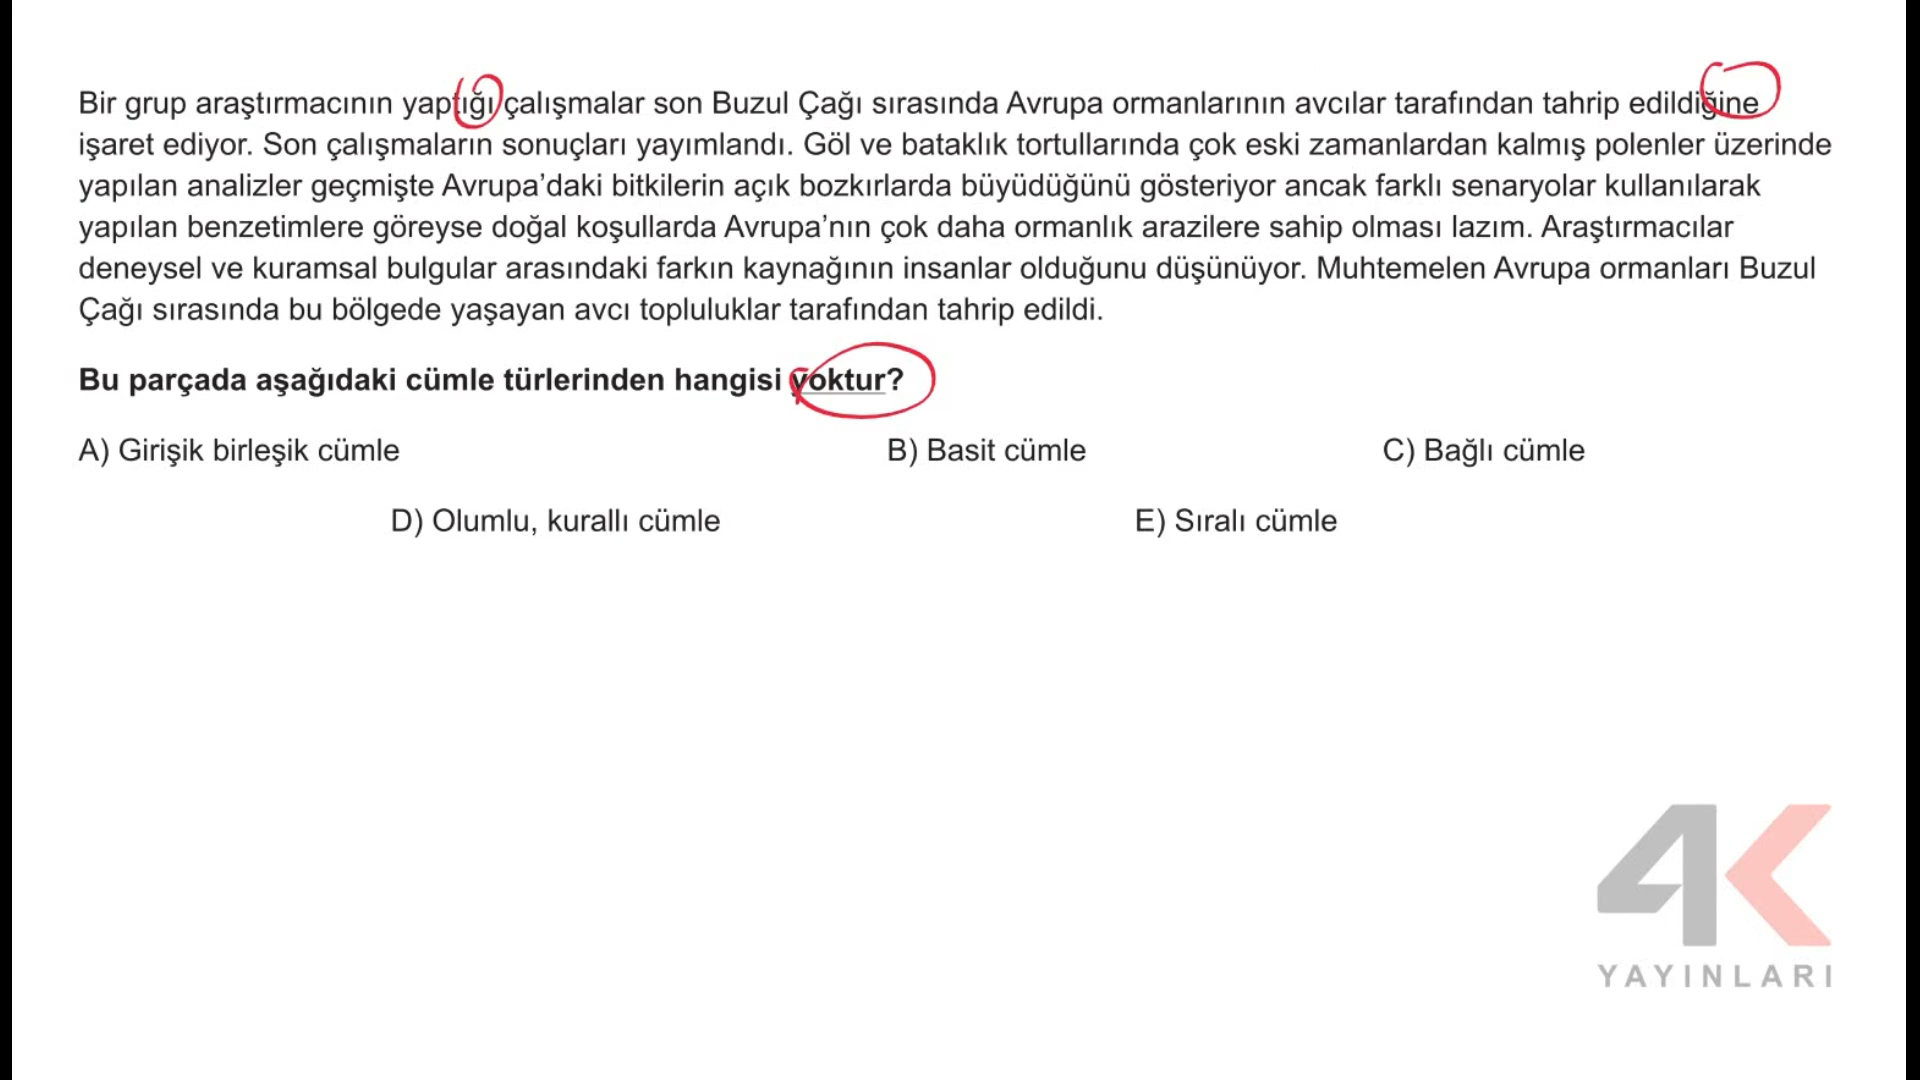 Bir grup araştırmacının yaptığı çalışmalar son Buzul Çağı sırasında Avrupa ormanlarının avcılar tarafından tahrip edildiğine
işaret ediyor. Son çalışmaların sonuçları yayımlandı. Göl ve bataklık tortullarında çok eski zamanlardan kalmış polenler üzerinde
yapılan analizler geçmişte Avrupa’daki bitkilerin açık bozkırlarda büyüdüğünü gösteriyor ancak farklı senaryolar kullanılarak
yapılan benzetimlere göreyse doğal koşullarda Avrupa’nın çok daha ormanlık arazilere sahip olması lazım. Araştırmacılar
deneysel ve kuramsal bulgular arasındaki farkın kaynağının insanlar olduğunu düşünüyor. Muhtemelen Avrupa ormanları Buzul
Çağı sırasında bu bölgede yaşayan avcı topluluklar tarafından tahrip edildi.
Bu parçada aşağıdaki cümle türlerinden hangisi yoktur?
A) Girişik birleşik cümle B) Basit cümle C) Bağlı cümle
D) Olumlu, kurallı cümle E) Sıralı cümle
4K
YAYINLARI